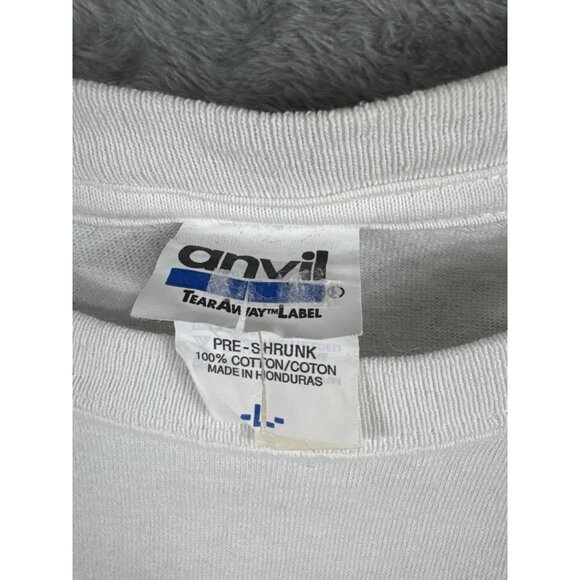 anvil®
TEARAWAY™LABEL
PRE-SHRUNK
100% COTTON/COTON
MADE IN HONDURAS
-L-